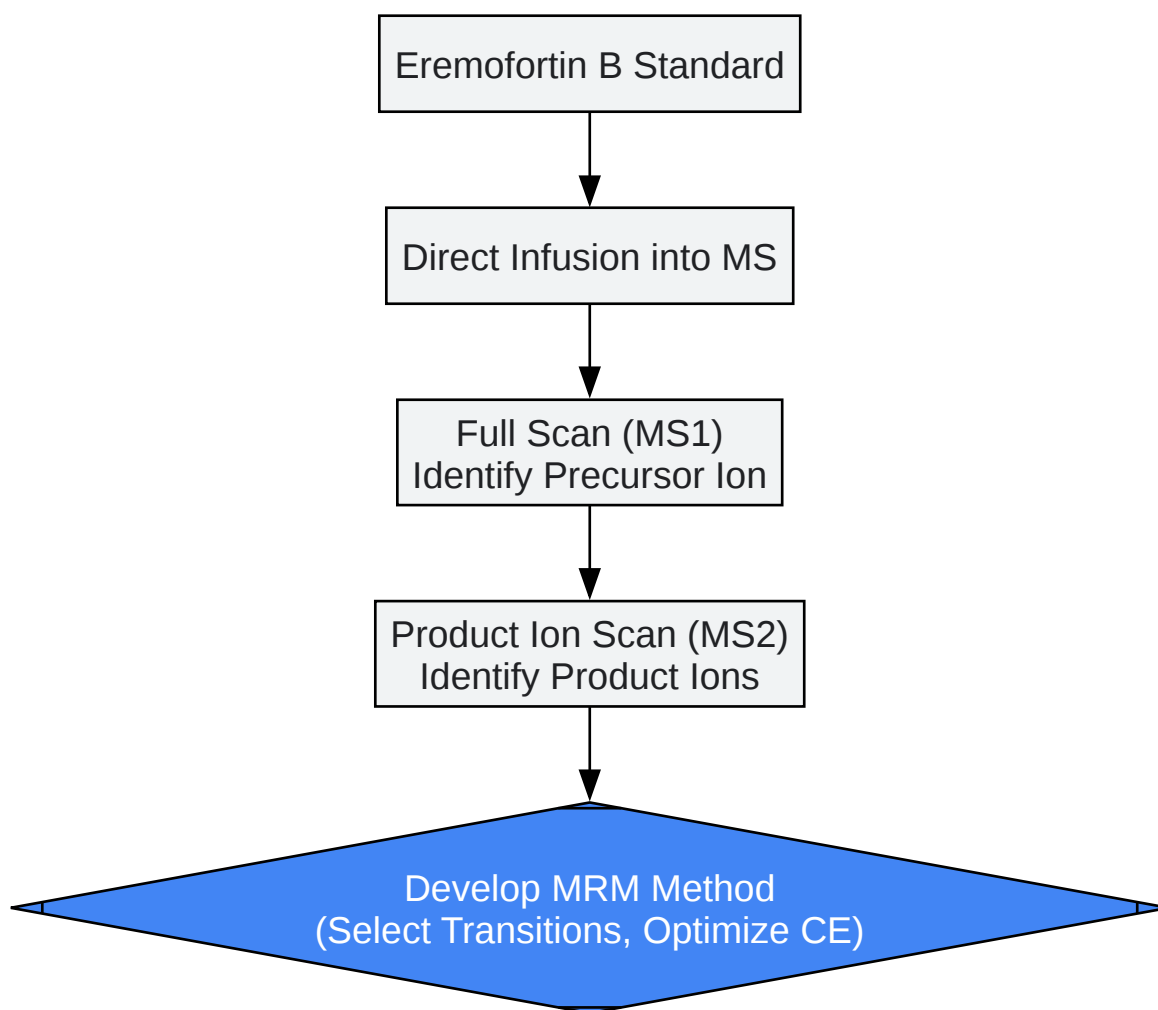 Eremofortin B Standard
Direct Infusion into MS
Full Scan (MS1)
Identify Precursor Ion
Product Ion Scan (MS2)
Identify Product Ions
Develop MRM Method
(Select Transitions, Optimize CE)